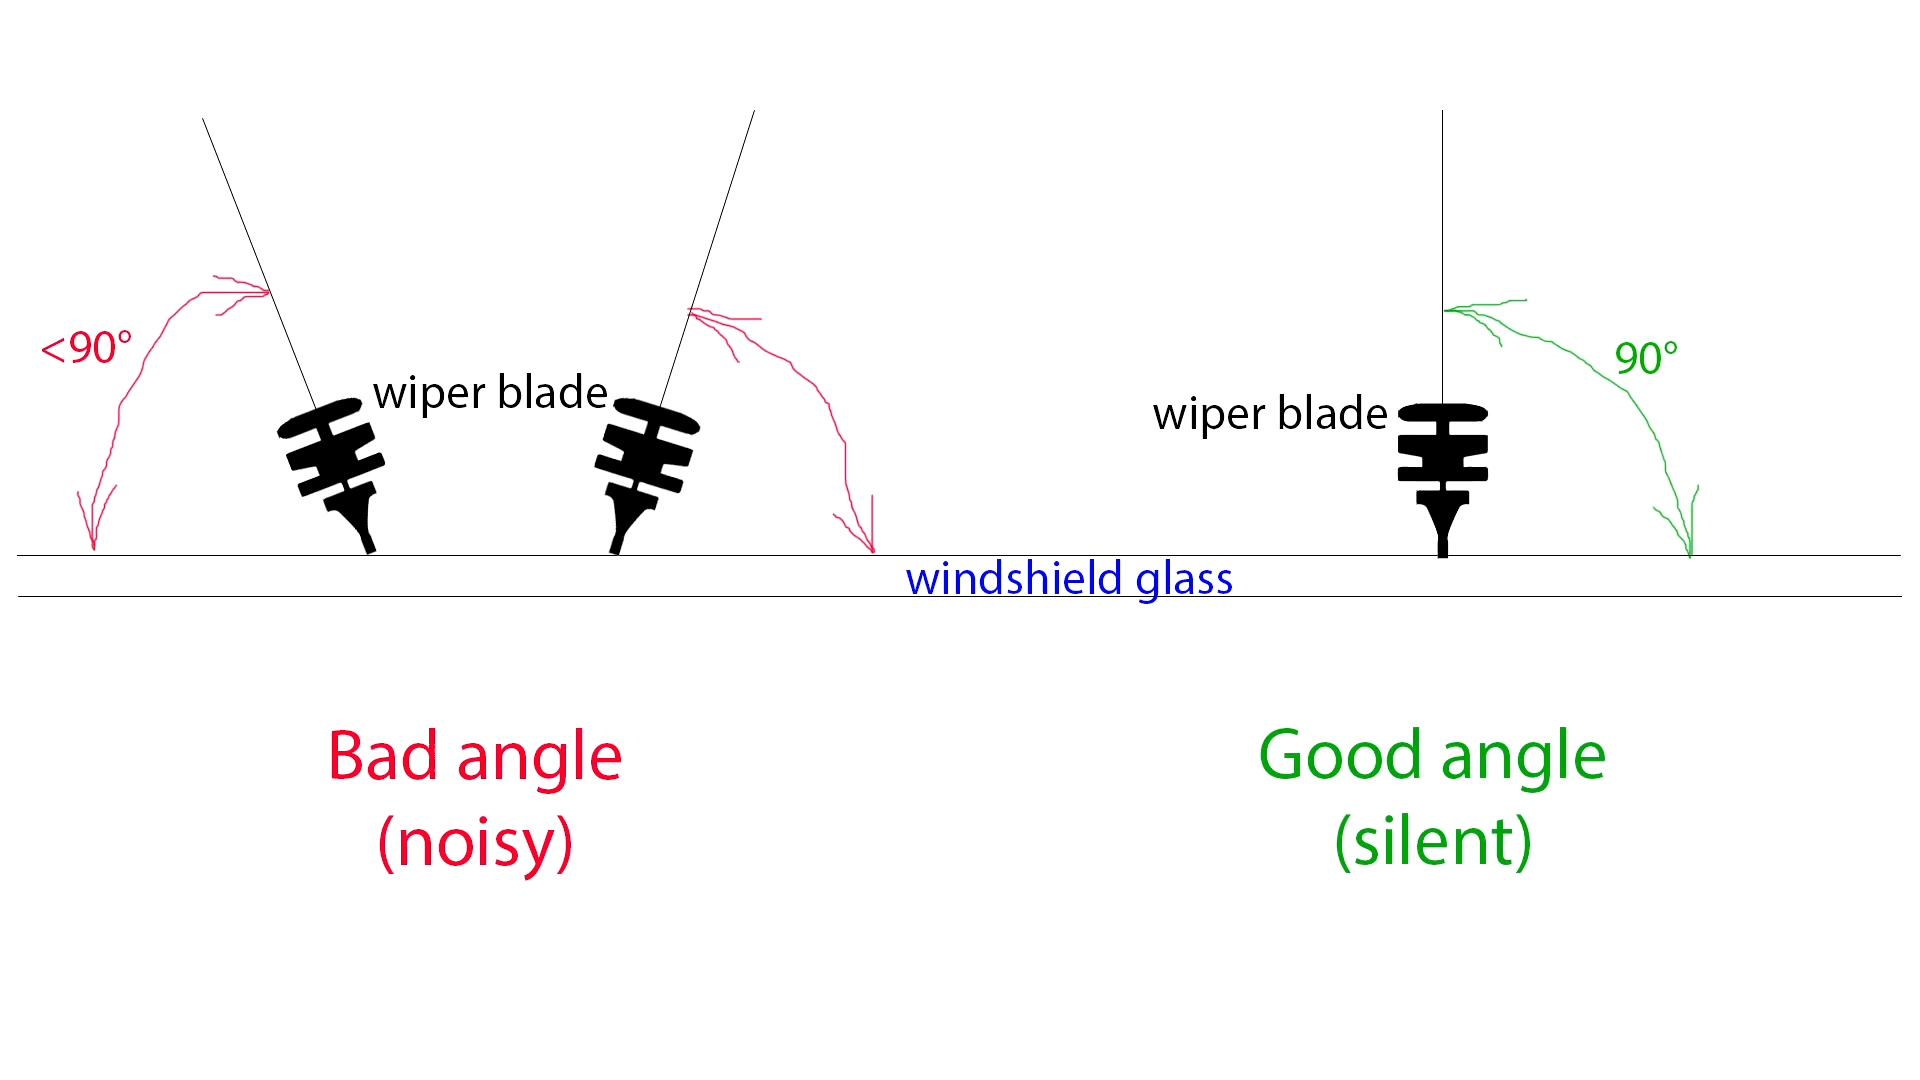 <90°
wiper blade
90°
wiper blade
windshield glass
Bad angle
(noisy)
Good angle
(silent)